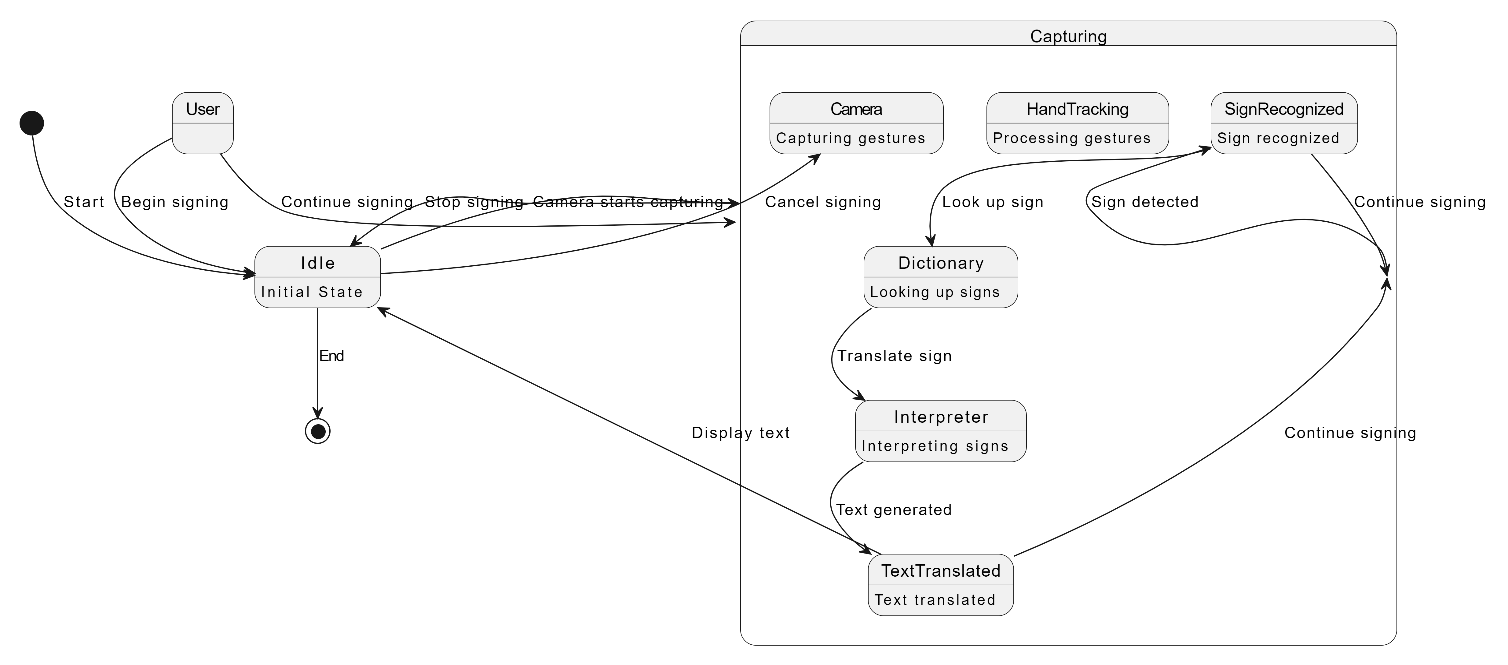 Capturing
User
Camera
Capturing gestures
HandTracking
Processing gestures
SignRecognized
Sign recognized
Start
Begin signing
Continue signing
Stop signing
Camera starts capturing
Cancel signing
Look up sign
Sign detected
Continue signing
Idle
Initial State
Dictionary
Looking up signs
End
Translate sign
Interpreter
Interpreting signs
Display text
Continue signing
Text generated
TextTranslated
Text translated